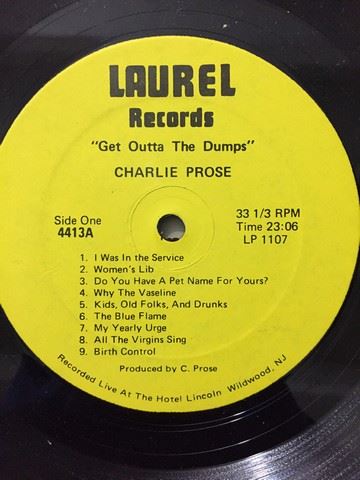 LAUREL
Records
"Get Outta The Dumps"
CHARLIE PROSE
Side One
4413A
33 1/3 RPM
Time 23:06
LP 1107
1. I Was In the Service
2. Women's Lib
3. Do You Have A Pet Name For Yours?
4. Why The Vaseline
5. Kids, Old Folks, And Drunks
6. The Blue Flame
7. My Yearly Urge
8. All The Virgins Sing
9. Birth Control
Produced by C. Prose
Recorded Live At The Hotel Lincoln Wildwood, NJ